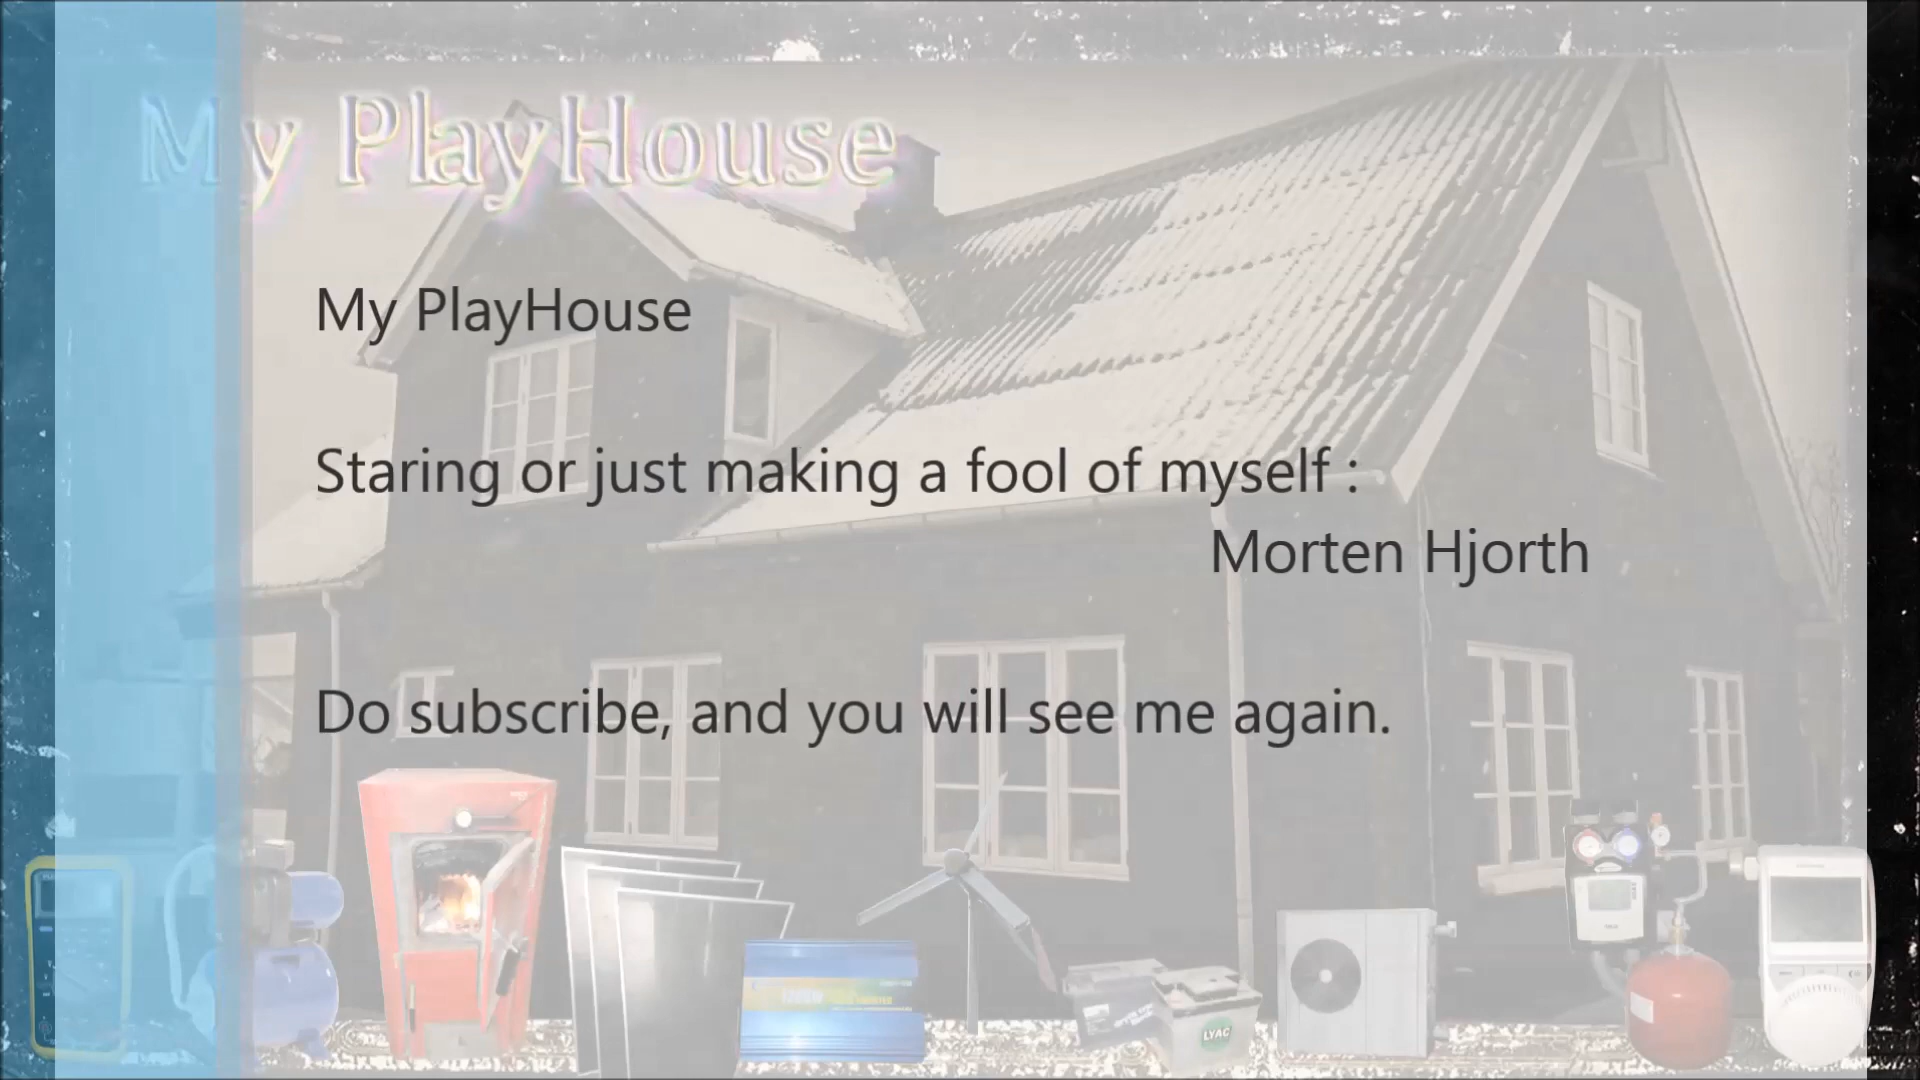 My PlayHouse
My PlayHouse
Staring or just making a fool of myself :
Morten Hjorth
Do subscribe, and you will see me again.
LYAC